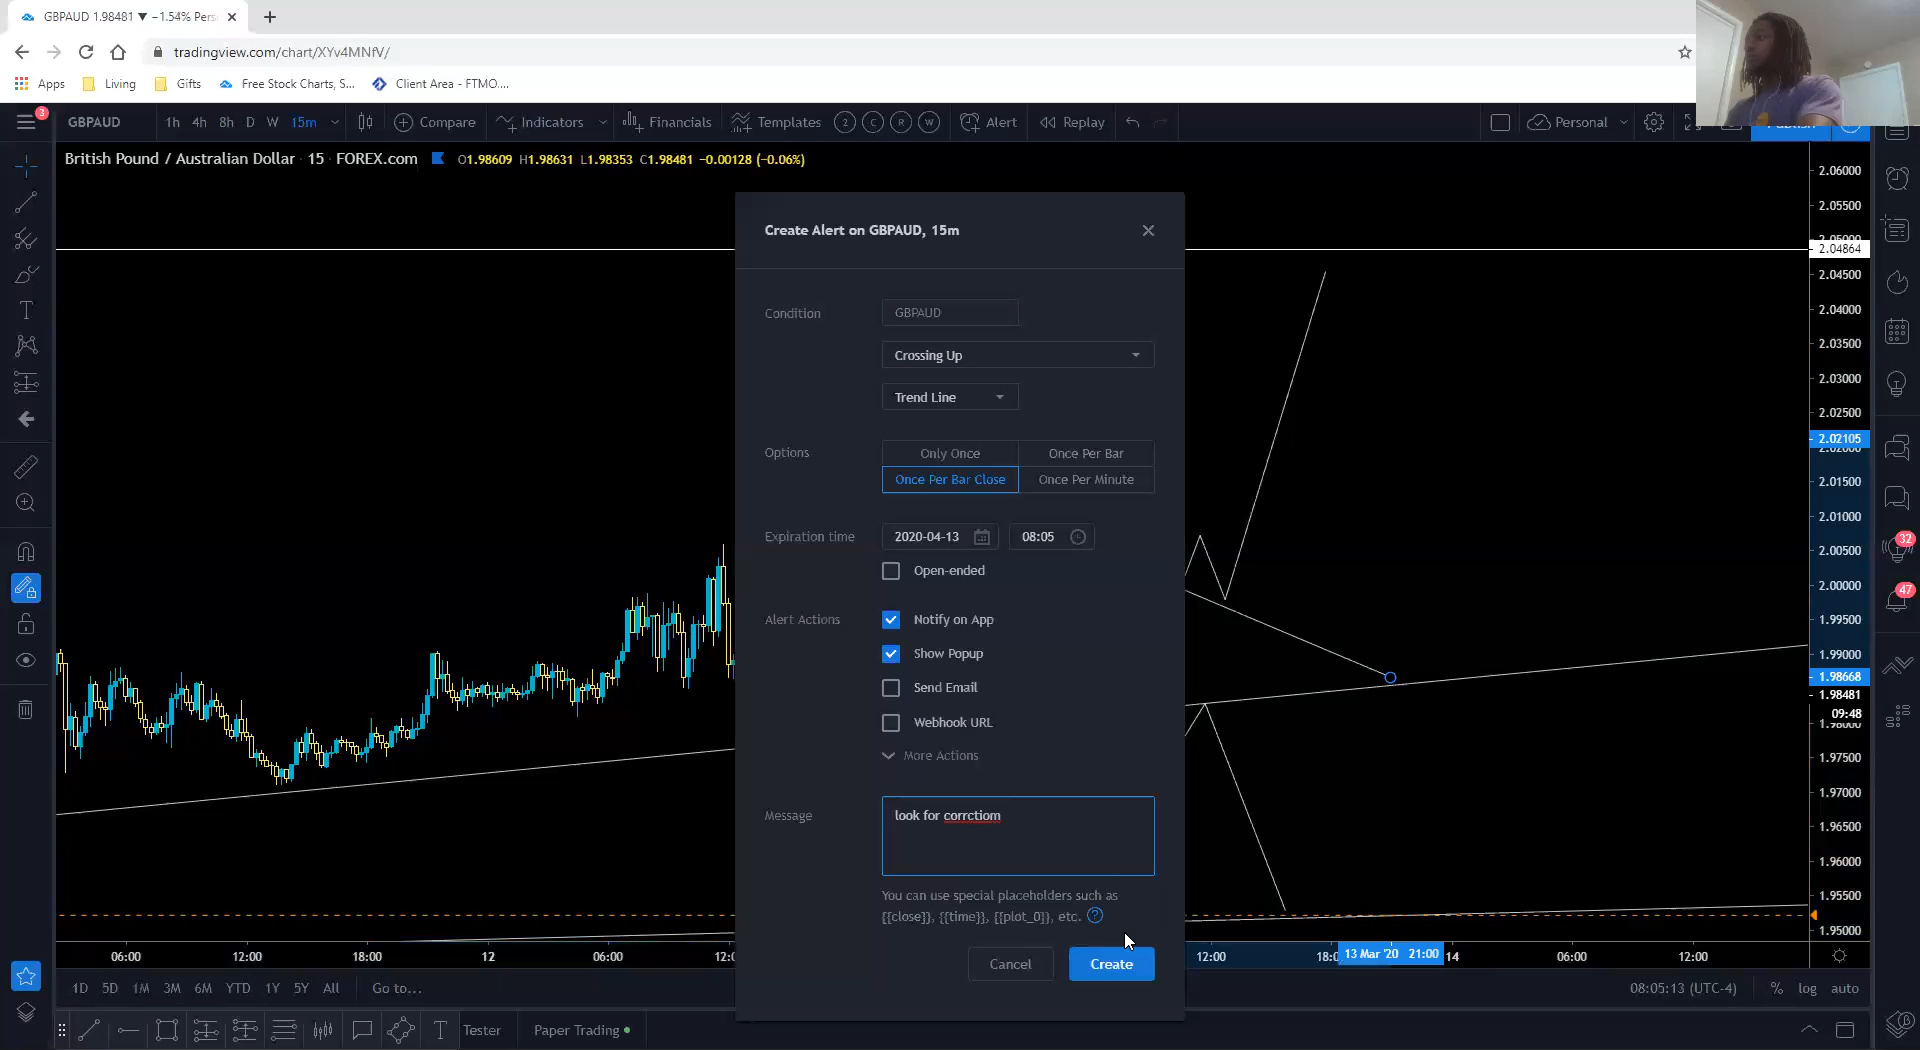 GBPAUD 1.98481 ▼ −1.54% Pers
tradingview.com/chart/XYv4MNfV/
Apps Living Gifts Free Stock Charts, S... Client Area - FTMO....
3
GBPAUD 1h 4h 8h D W 15m Compare Indicators Financials Templates 2 C R W Alert Replay Personal
British Pound / Australian Dollar · 15 · FOREX.com O1.98609 H1.98631 L1.98353 C1.98481 −0.00128 (−0.06%)
2.06000
2.05500
2.04864
2.04500
2.04000
2.03500
2.03000
2.02500
2.02105
2.01500
2.01000
2.00500
2.00000
1.99500
1.99000
1.98668
1.98481
09:48
1.97500
1.97000
1.96500
1.96000
1.95500
1.95000
32
47
Create Alert on GBPAUD, 15m
Condition GBPAUD
Crossing Up
Trend Line
Options Only Once Once Per Bar
Once Per Bar Close Once Per Minute
Expiration time 2020-04-13 08:05
Open-ended
Alert Actions Notify on App
Show Popup
Send Email
Webhook URL
More Actions
Message look for corrctiom
You can use special placeholders such as
{{close}}, {{time}}, {{plot_0}}, etc. ?
Cancel Create
06:00 12:00 18:00 12 06:00 12:00 18:0 13 Mar '20 21:00 14 06:00 12:00
1D 5D 1M 3M 6M YTD 1Y 5Y All Go to... 08:05:13 (UTC-4) % log auto
Tester Paper Trading